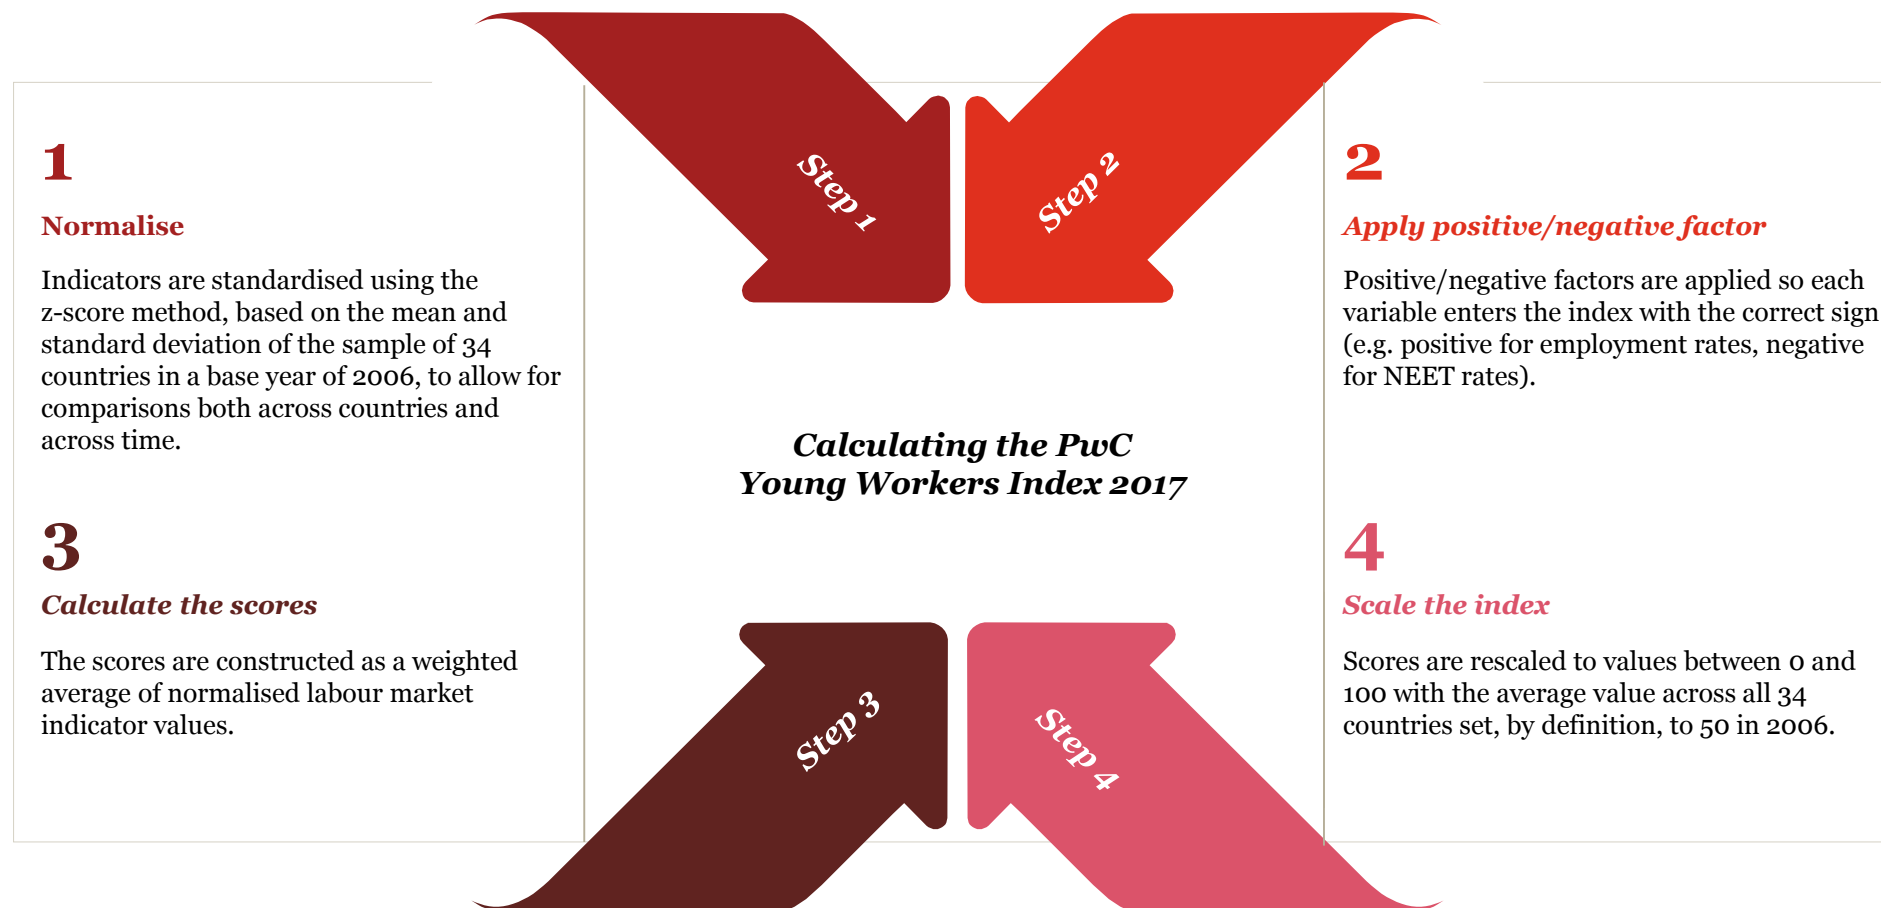 1
Normalise
Indicators are standardised using the
z-score method, based on the mean and
standard deviation of the sample of 34
countries in a base year of 2006, to allow for
comparisons both across countries and
across time.
Step 1
Step 2
2
Apply positive/negative factor
Positive/negative factors are applied so each
variable enters the index with the correct sign
(e.g. positive for employment rates, negative
for NEET rates).
Calculating the PwC
Young Workers Index 2017
3
Calculate the scores
The scores are constructed as a weighted
average of normalised labour market
indicator values.
Step 3
Step 4
4
Scale the index
Scores are rescaled to values between 0 and
100 with the average value across all 34
countries set, by definition, to 50 in 2006.